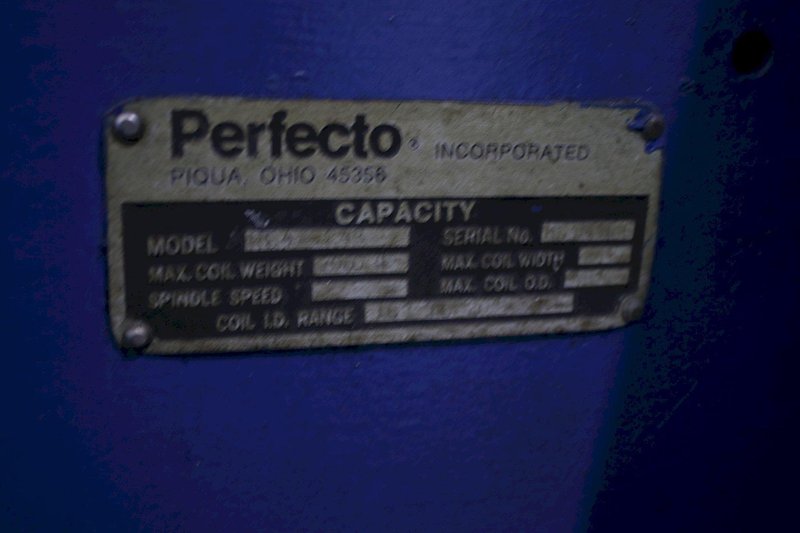 Perfecto® INCORPORATED
PIQUA, OHIO 45356
CAPACITY
MODEL SERIAL No.
MAX. COIL WEIGHT MAX. COIL WIDTH
SPINDLE SPEED MAX. COIL O.D.
COIL I.D. RANGE